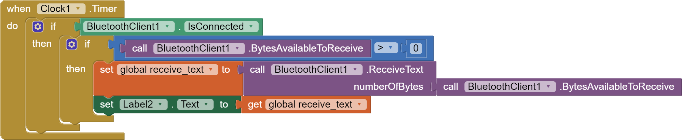 when Clock1 .Timer
do if BluetoothClient1 . IsConnected
then if call BluetoothClient1 .BytesAvailableToReceive > 0
then set global receive_text to call BluetoothClient1 .ReceiveText
numberOfBytes call BluetoothClient1 .BytesAvailableToReceive
set Label2 . Text to get global receive_text